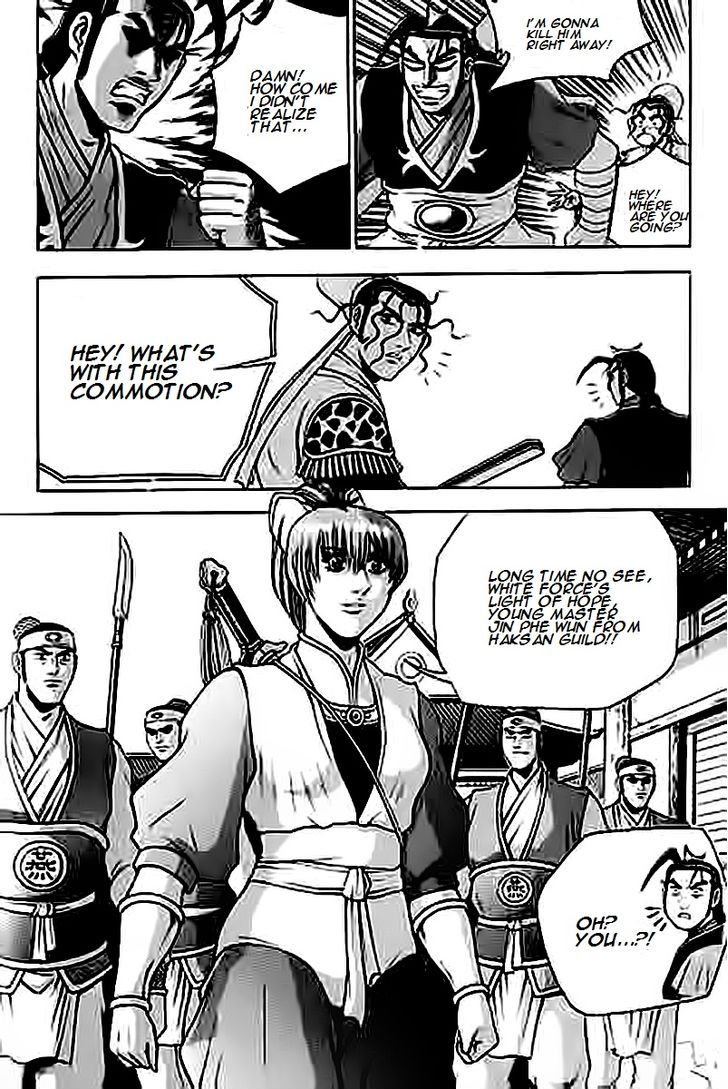 DAMN!
HOW COME
I DIDN'T
REALIZE
THAT...
I'M GONNA
KILL HIM
RIGHT AWAY!
HEY!
WHERE
ARE YOU
GOING?
HEY! WHAT'S
WITH THIS
COMMOTION?
LONG TIME NO SEE,
WHITE FORCE'S
LIGHT OF HOPE
YOUNG MASTER
JIN PHE WUN FROM
HAKSAN GUILD!!
燕
燕
OH?
YOU...?!